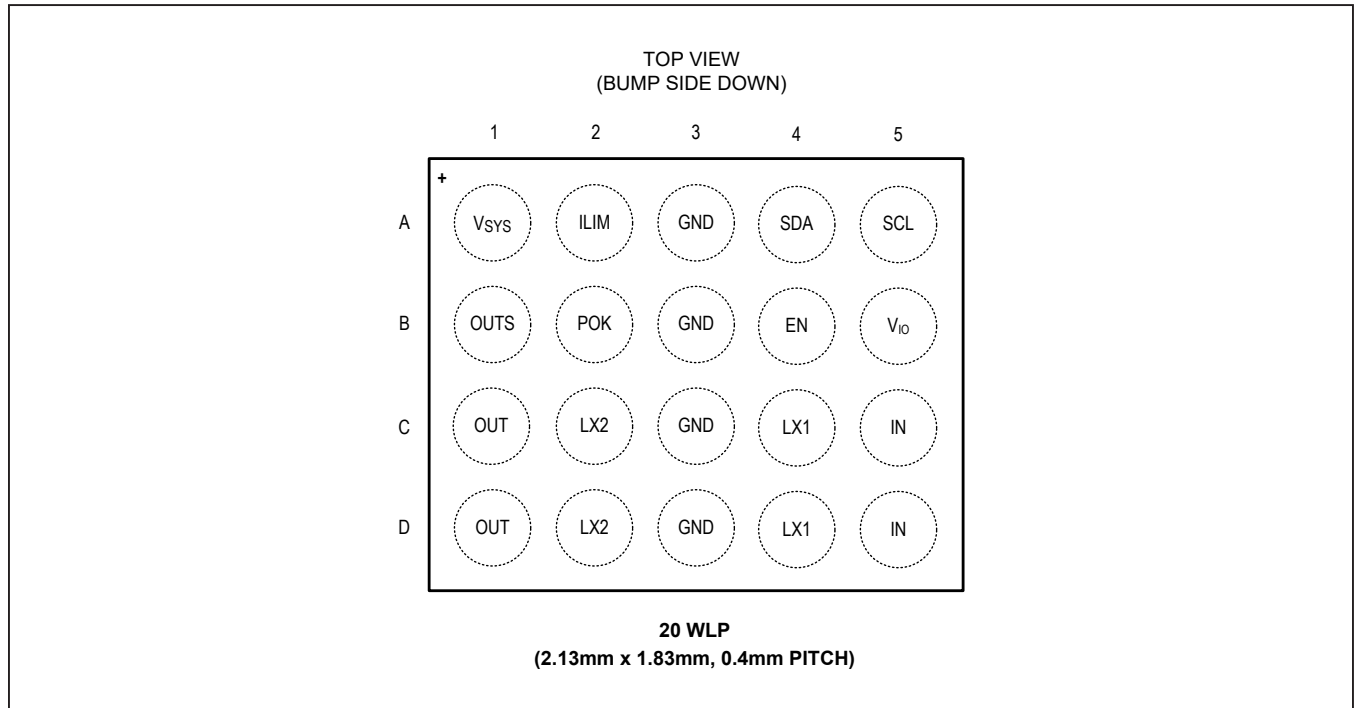 TOP VIEW
(BUMP SIDE DOWN)
1 2 3 4 5
+
A VSYS ILIM GND SDA SCL
B OUTS POK GND EN VIO
C OUT LX2 GND LX1 IN
D OUT LX2 GND LX1 IN
20 WLP
(2.13mm x 1.83mm, 0.4mm PITCH)